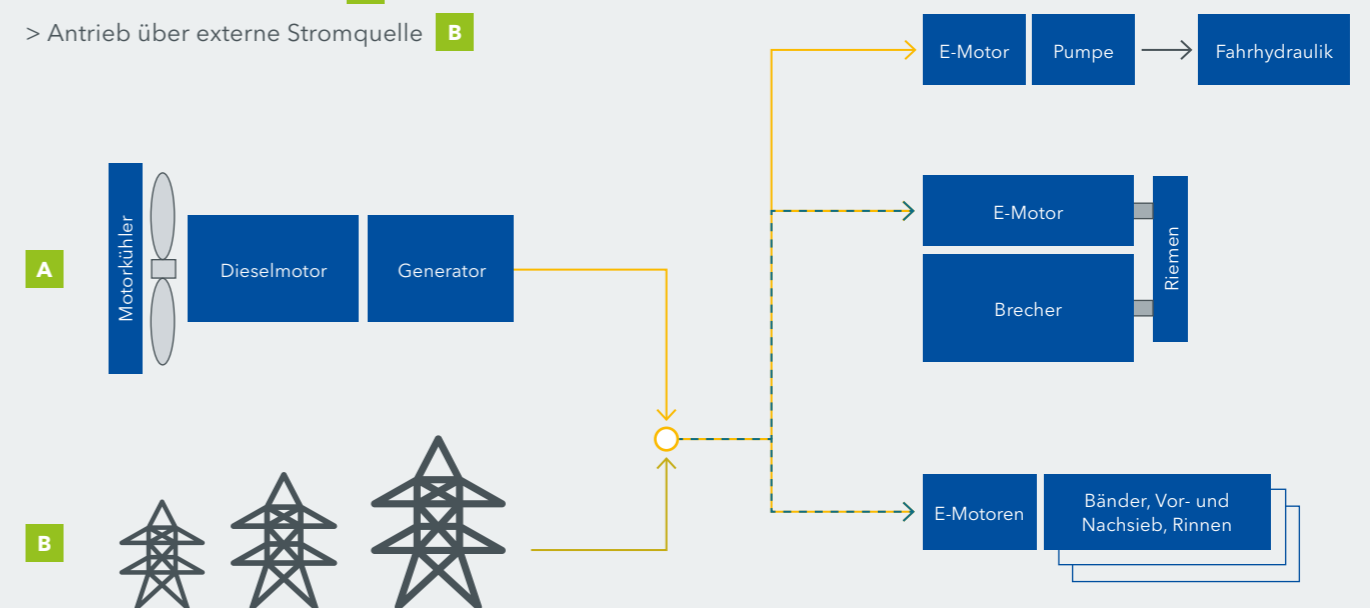 > Antrieb über externe Stromquelle B
E-Motor
Pumpe
Fahrhydraulik
A
Motorkühler
Dieselmotor
Generator
E-Motor
Brecher
Riemen
B
E-Motoren
Bänder, Vor- und
Nachsieb, Rinnen